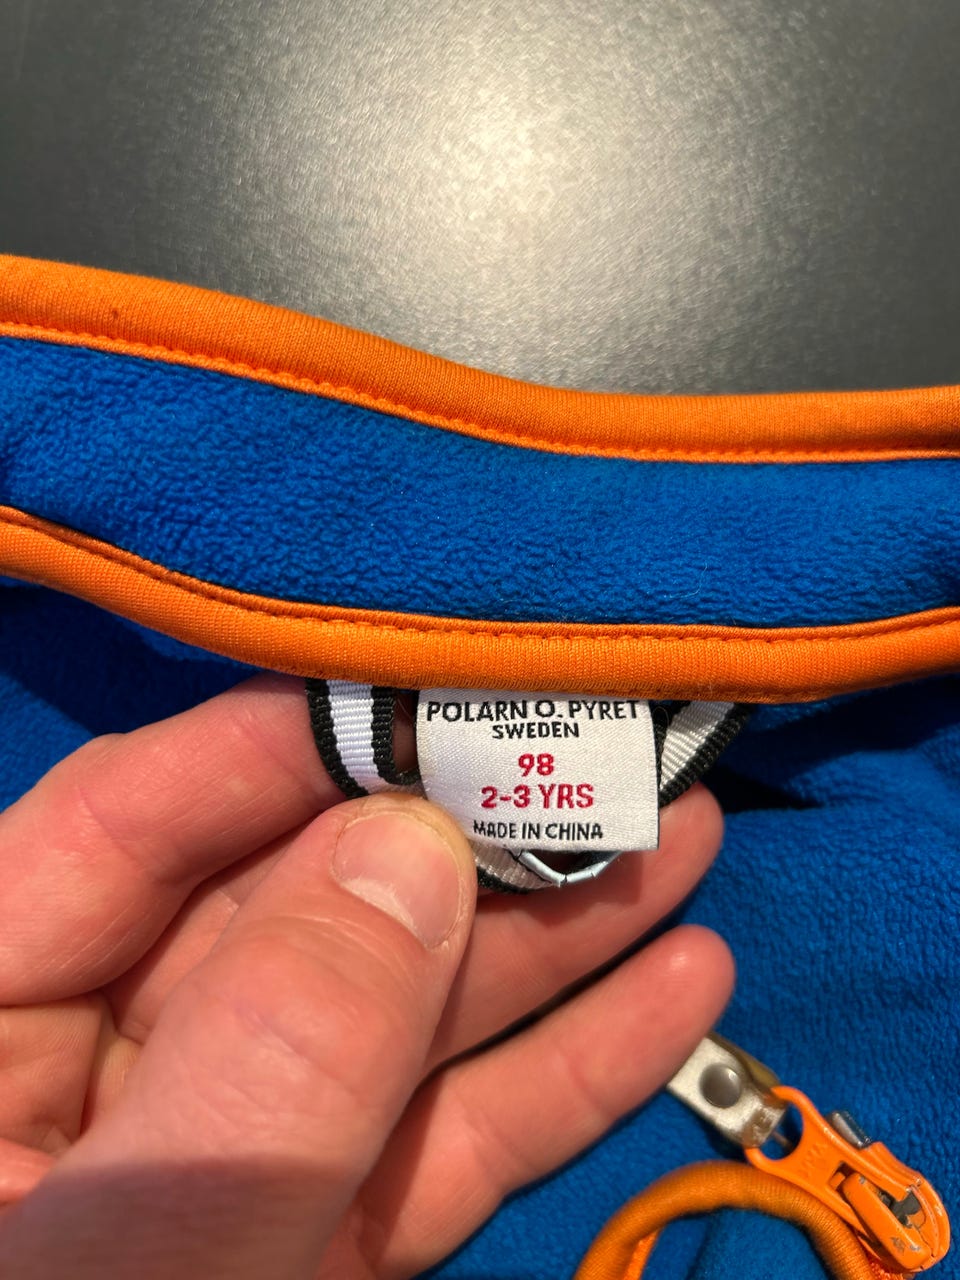 POLARN O. PYRET
SWEDEN
98
2-3 YRS
MADE IN CHINA